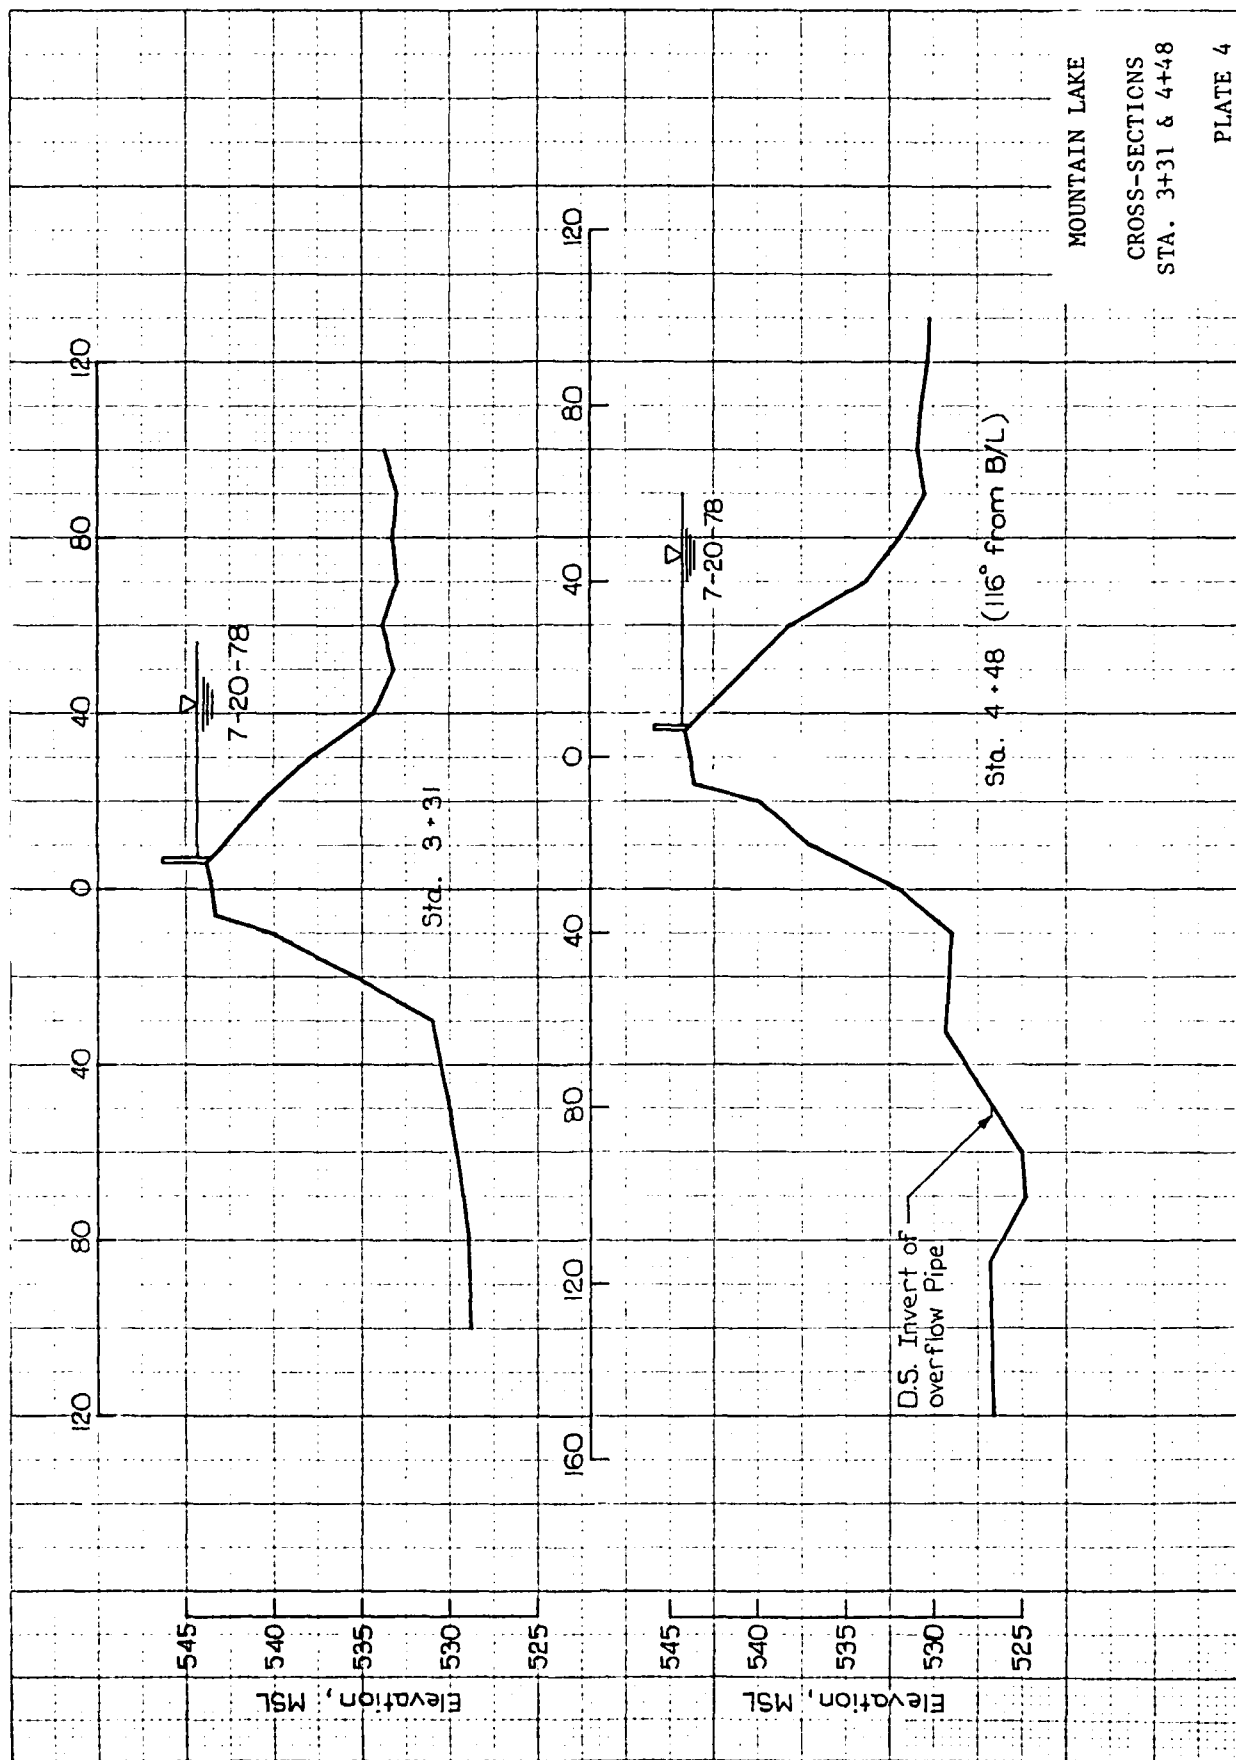 120 80 40 0 40 80 120
Elevation, MSL
545
540
535
530
525
7-20-78
Sta. 3+31
160 120 80 40 0 40 80 120
Elevation, MSL
545
540
535
530
525
7-20-78
D.S. Invert of
overflow Pipe
Sta. 4+48 (116° from B/L)
MOUNTAIN LAKE
CROSS-SECTIONS
STA. 3+31 & 4+48
PLATE 4